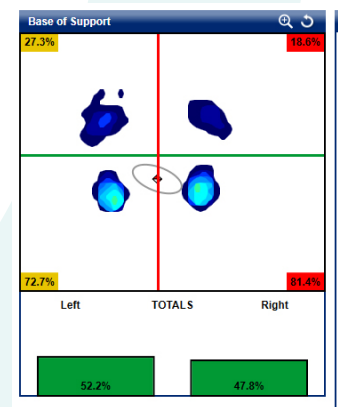 Base of Support
27.3% 18.6%
72.7% 81.4%
Left TOTALS Right
52.2% 47.8%